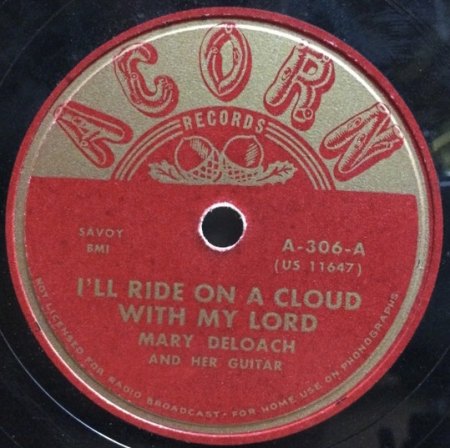 ACORN
RECORDS
SAVOY
BMI
A-306-A
(US 11647)
I'LL RIDE ON A CLOUD
WITH MY LORD
MARY DELOACH
AND HER GUITAR
NOT LICENSED FOR RADIO BROADCAST - FOR HOME USE ON PHONOGRAPHS